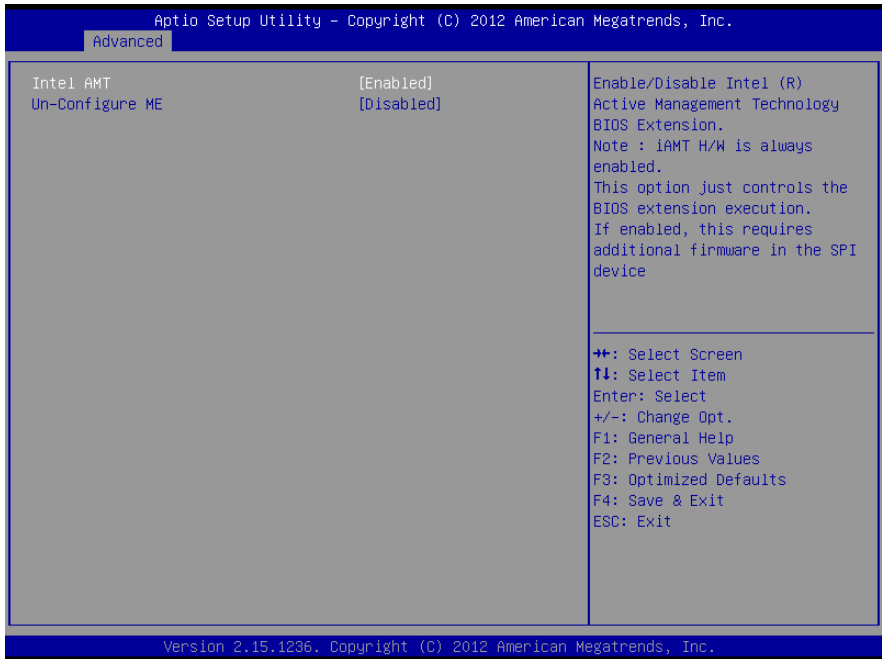 Aptio Setup Utility – Copyright (C) 2012 American Megatrends, Inc.
Advanced
Intel AMT [Enabled]
Un-Configure ME [Disabled]
Enable/Disable Intel (R)
Active Management Technology
BIOS Extension.
Note : iAMT H/W is always
enabled.
This option just controls the
BIOS extension execution.
If enabled, this requires
additional firmware in the SPI
device
→←: Select Screen
↑↓: Select Item
Enter: Select
+/-: Change Opt.
F1: General Help
F2: Previous Values
F3: Optimized Defaults
F4: Save & Exit
ESC: Exit
Version 2.15.1236. Copyright (C) 2012 American Megatrends, Inc.